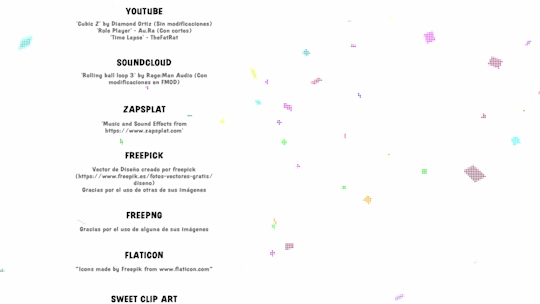 YOUTUBE
'Cubic Z' by Diamond Ortiz (Sin modificaciones)
'Role Player' - Au.Ra (Con cortes)
'Time Lapse' - TheFatRat
SOUNDCLOUD
'Rolling ball loop 3' by Rage:Man Audio (Con
modificaciones en FMOD)
ZAPSPLAT
'Music and Sound Effects from
https://www.zapsplat.com'
FREEPICK
Vector de Diseño creado por freepick
(https://www.freepik.es/fotos-vectores-gratis/
diseno)
Gracias por el uso de otras sus imágenes
FREEPNG
Gracias por el uso de alguna de sus imágenes
FLATICON
"Icons made by Freepik from www.flaticon.com"
SWEET CLIP ART